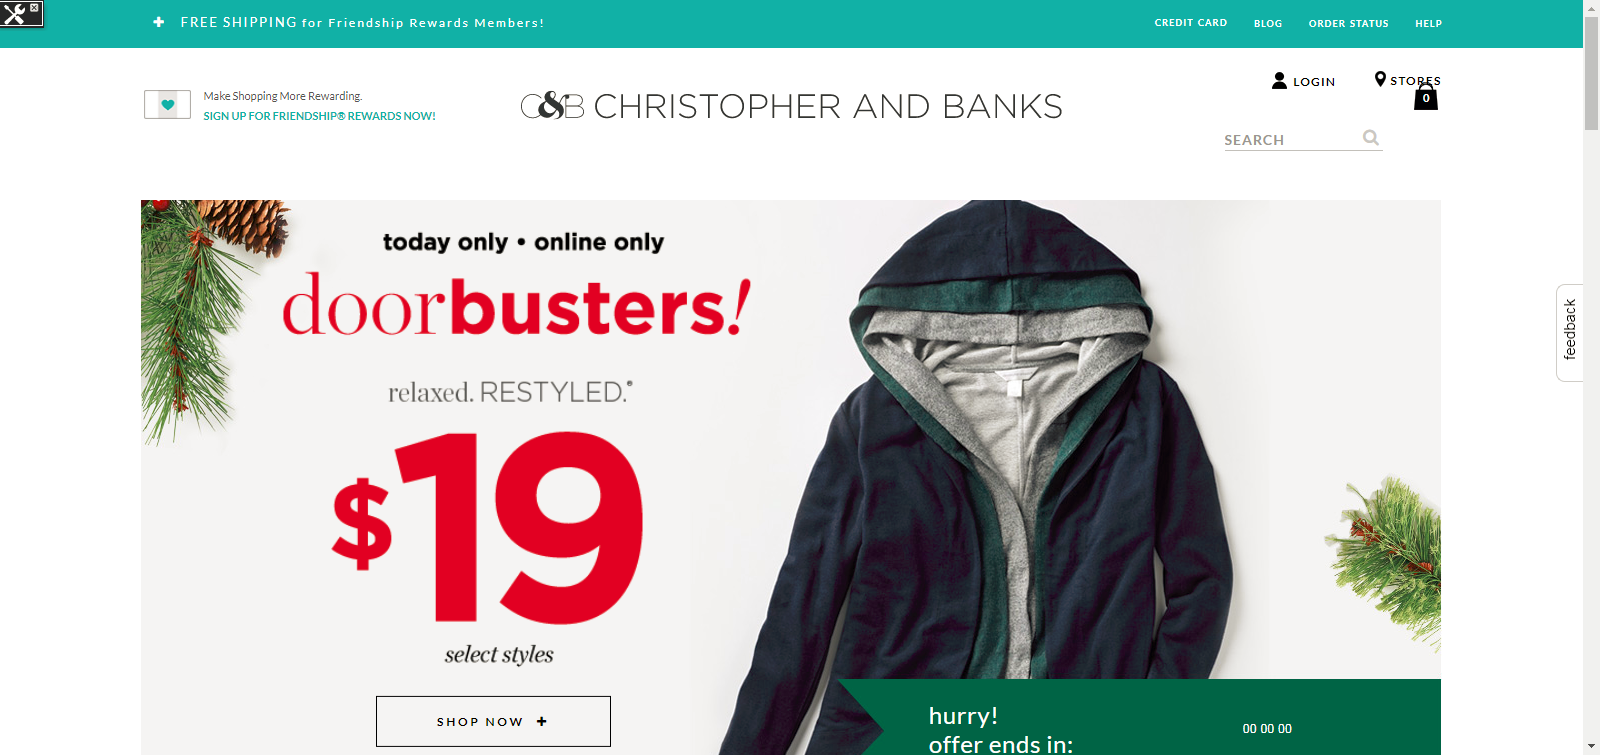 FREE SHIPPING for Friendship Rewards Members!
CREDIT CARD
BLOG
ORDER STATUS
HELP
Make Shopping More Rewarding.
SIGN UP FOR FRIENDSHIP® REWARDS NOW!
C&B CHRISTOPHER AND BANKS
LOGIN
STORES
0
SEARCH
today only • online only
doorbusters!
relaxed. RESTYLED.®
$19
select styles
SHOP NOW
hurry!
offer ends in:
00 00 00
feedback